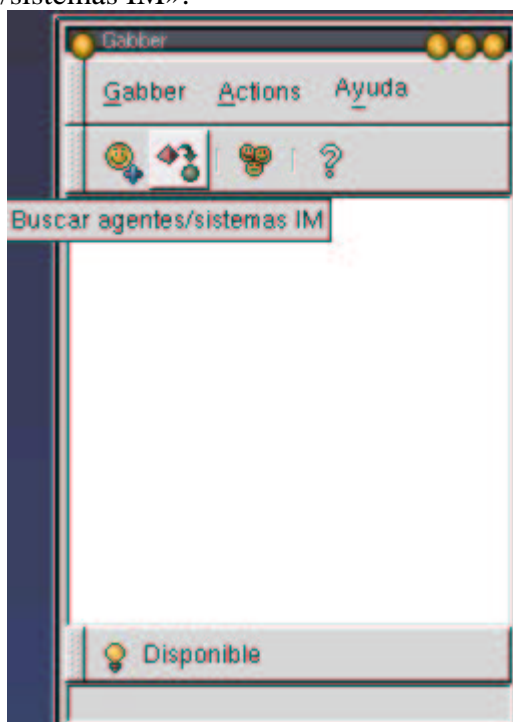 /sistemas IM».
Gabber
Gabber Actions Ayuda
Buscar agentes/sistemas IM
Disponible